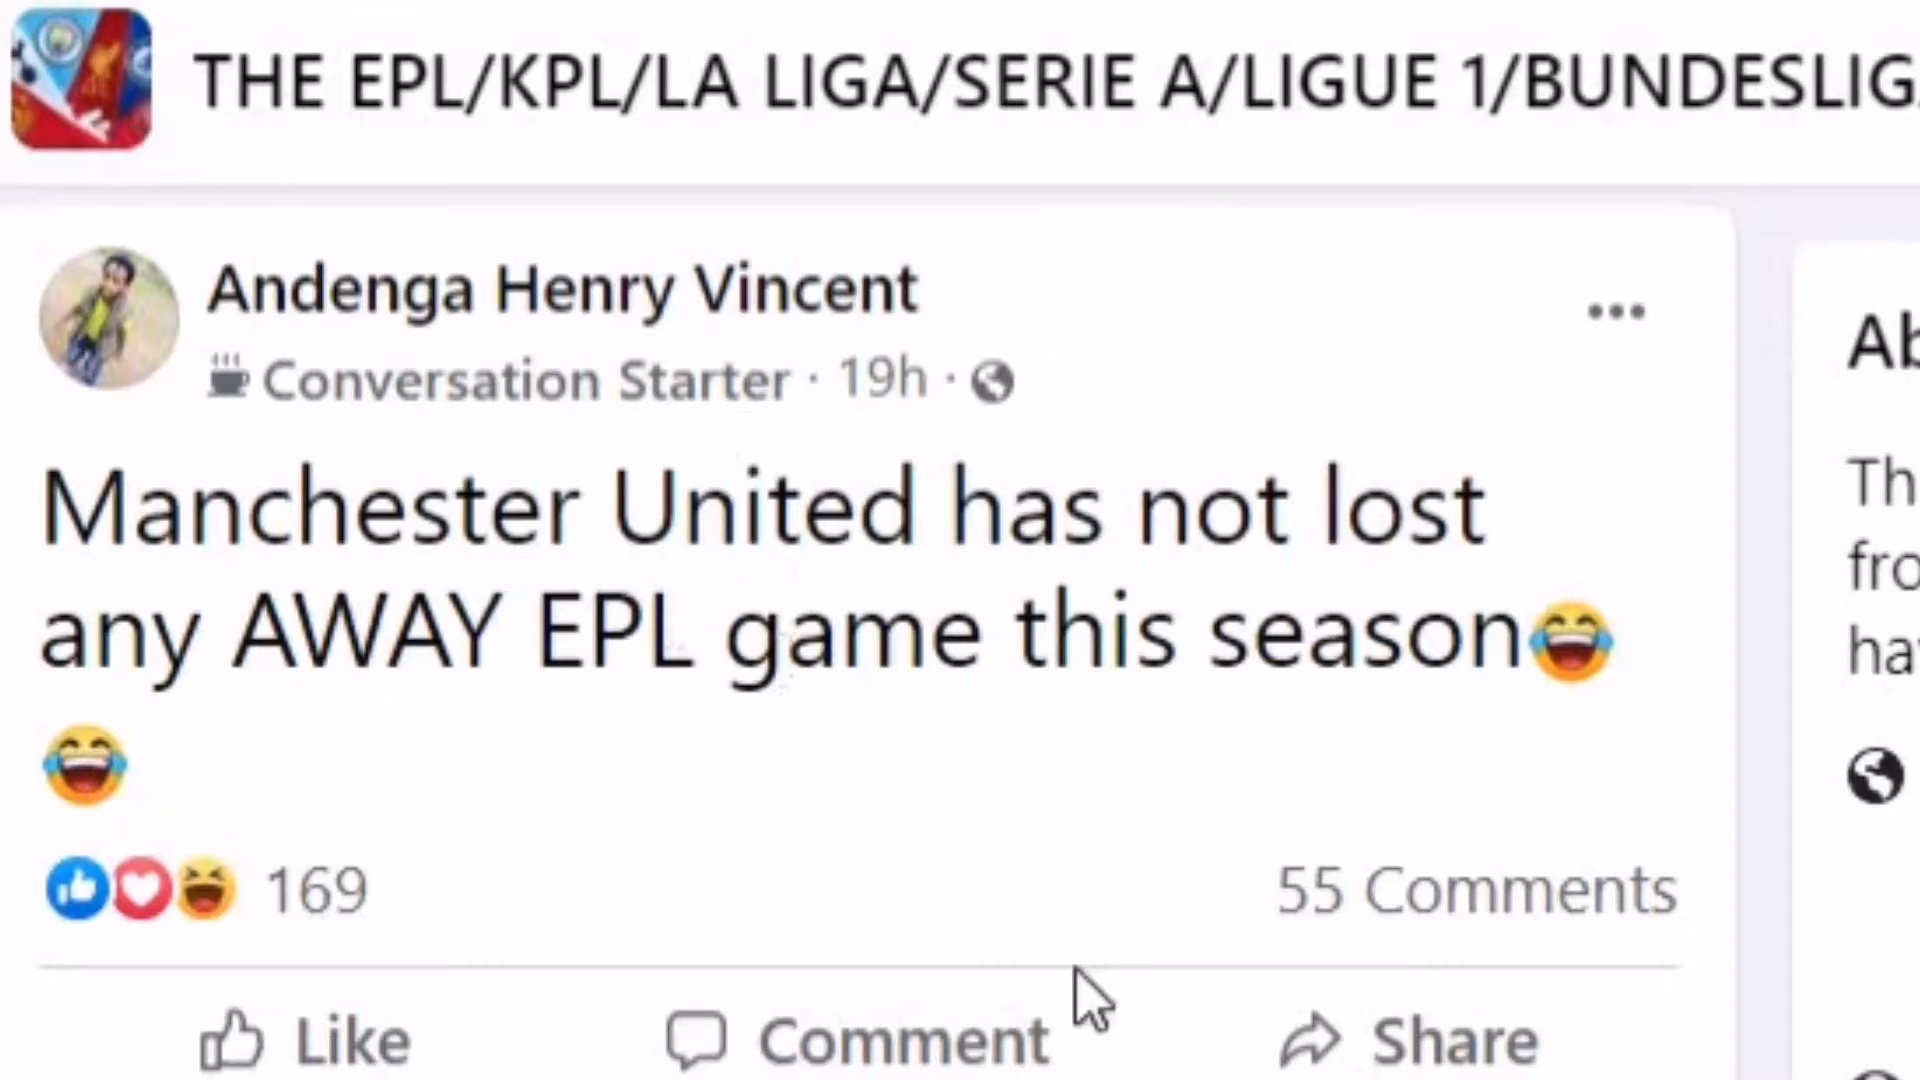 THE EPL/KPL/LA LIGA/SERIE A/LIGUE 1/BUNDESLIG
Andenga Henry Vincent
Conversation Starter · 19h ·
Manchester United has not lost
any AWAY EPL game this season😂
😂
169
55 Comments
Like
Comment
Share
Ab
Th
fro
hav